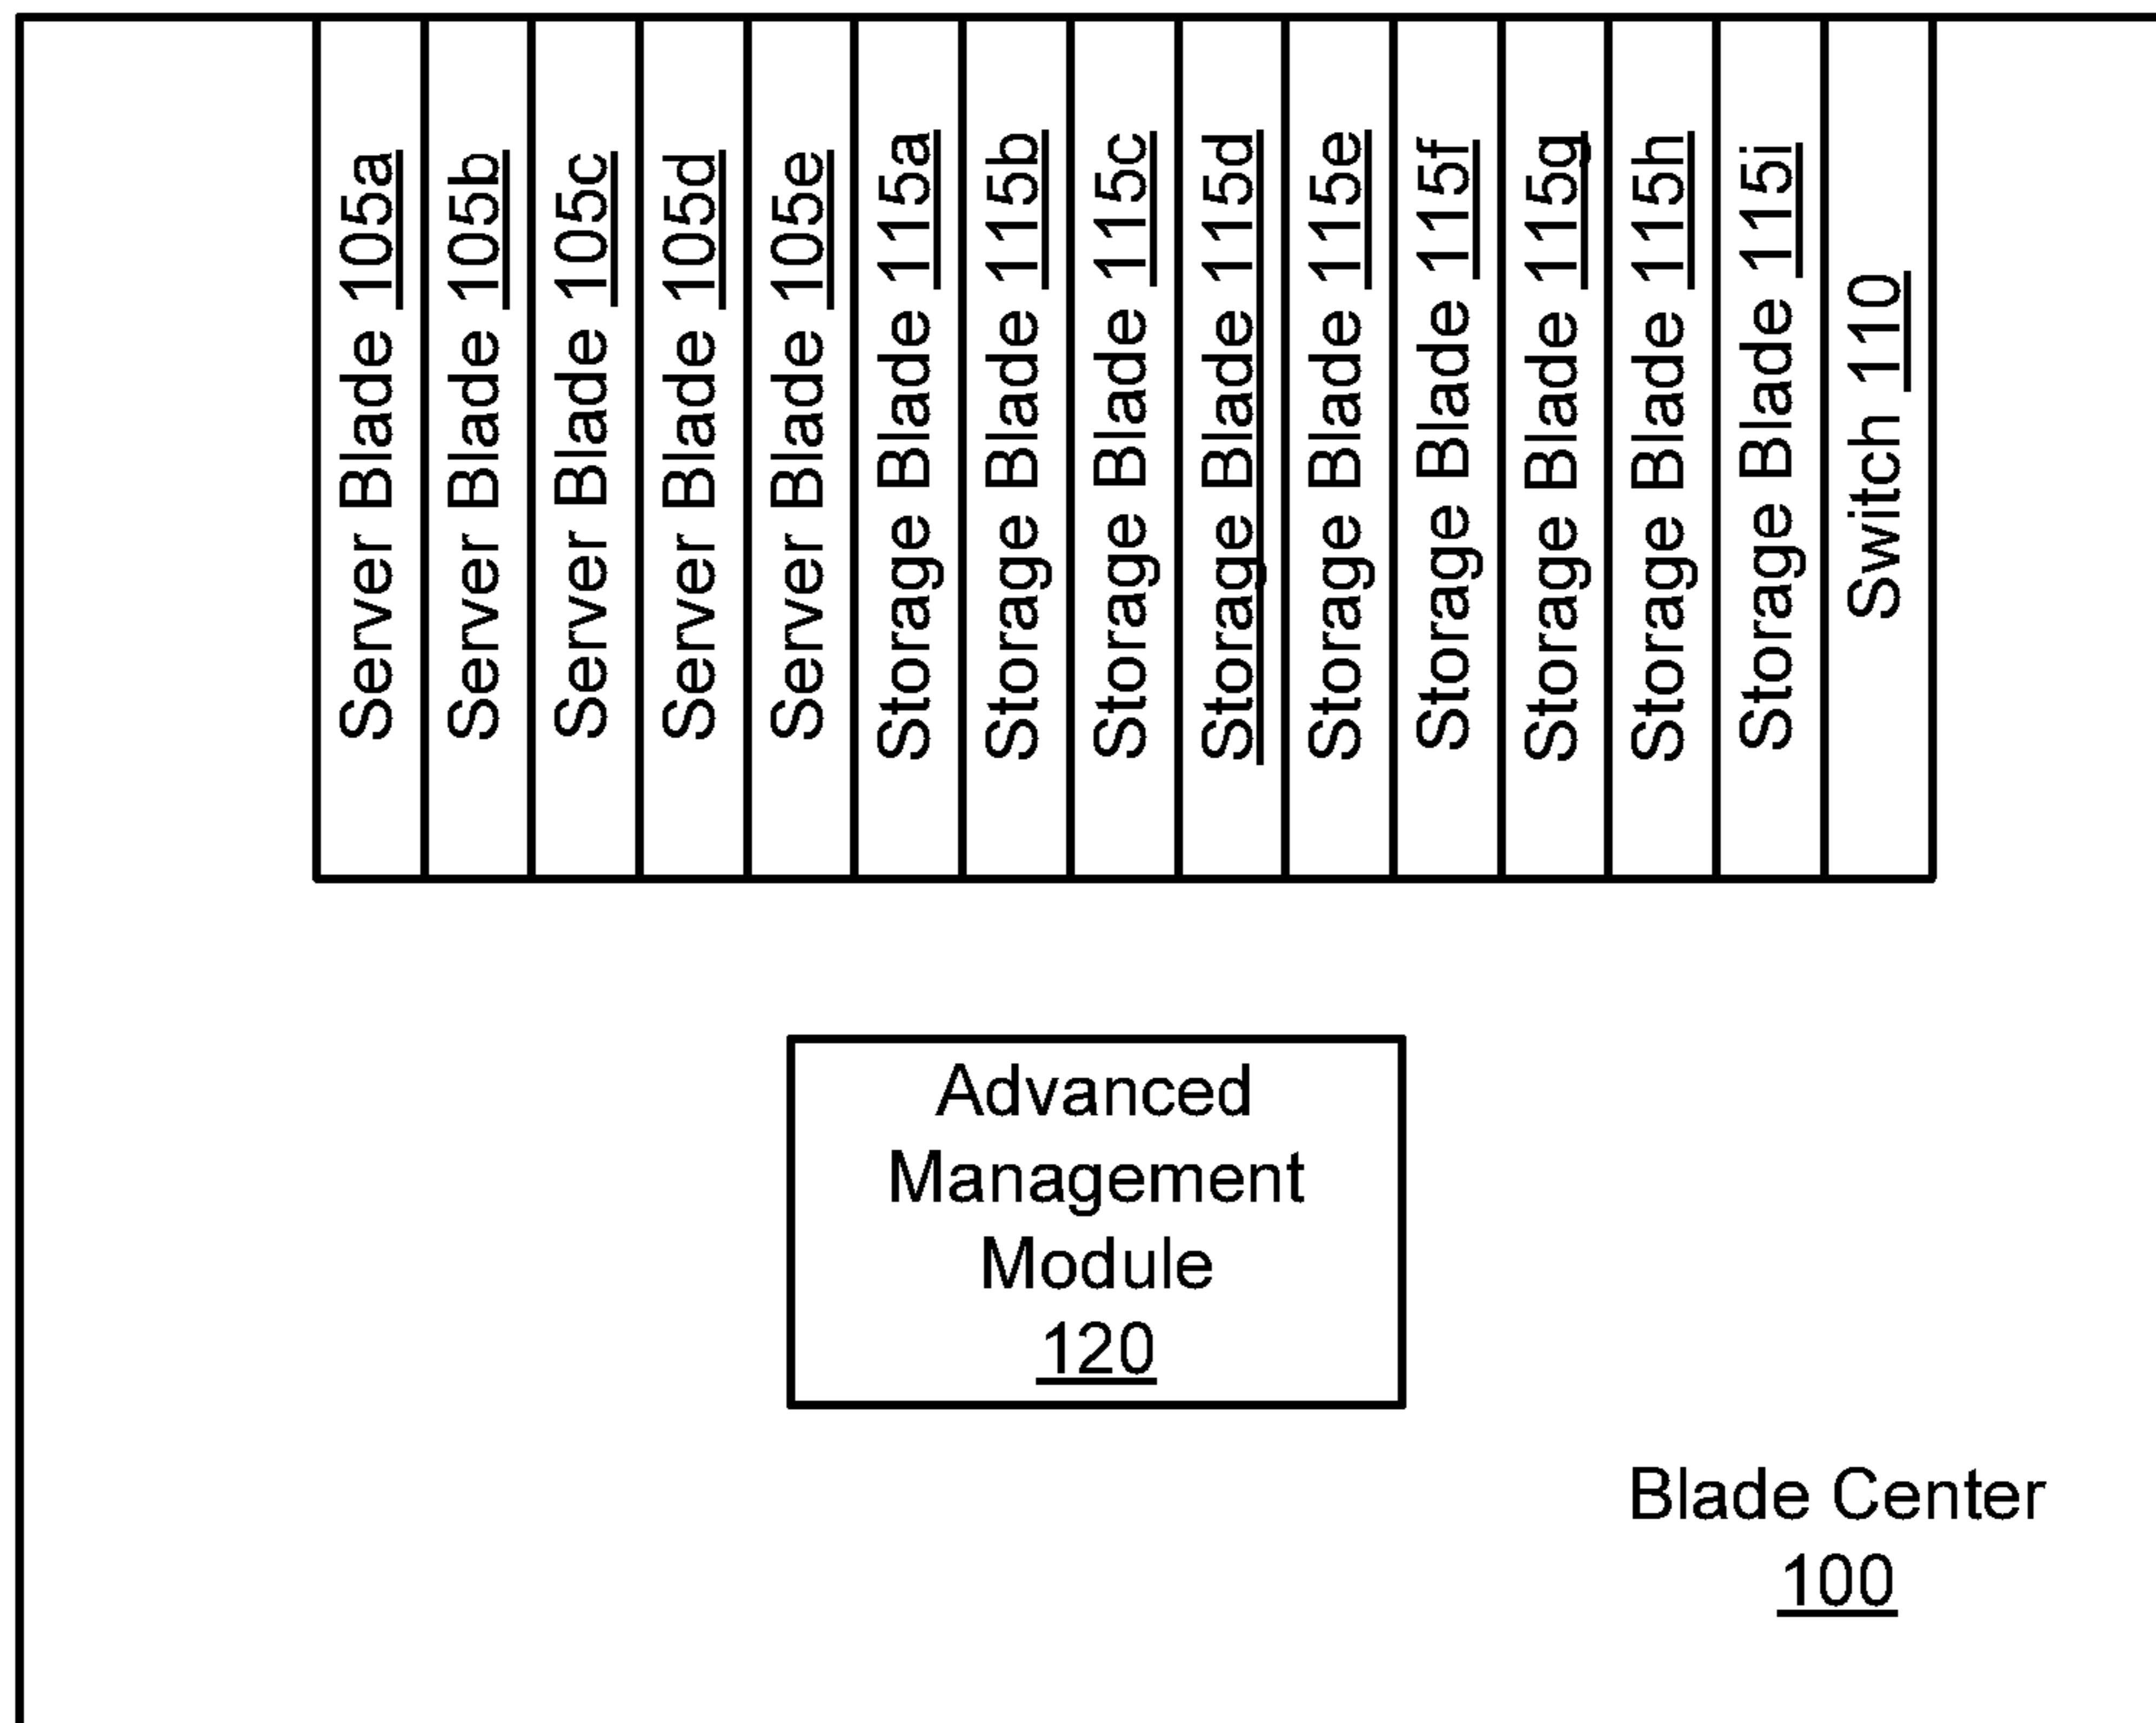 Server Blade 105a
Server Blade 105b
Server Blade 105c
Server Blade 105d
Server Blade 105e
Storage Blade 115a
Storage Blade 115b
Storage Blade 115c
Storage Blade 115d
Storage Blade 115e
Storage Blade 115f
Storage Blade 115g
Storage Blade 115h
Storage Blade 115i
Switch 110
Advanced
Management
Module
120
Blade Center
100